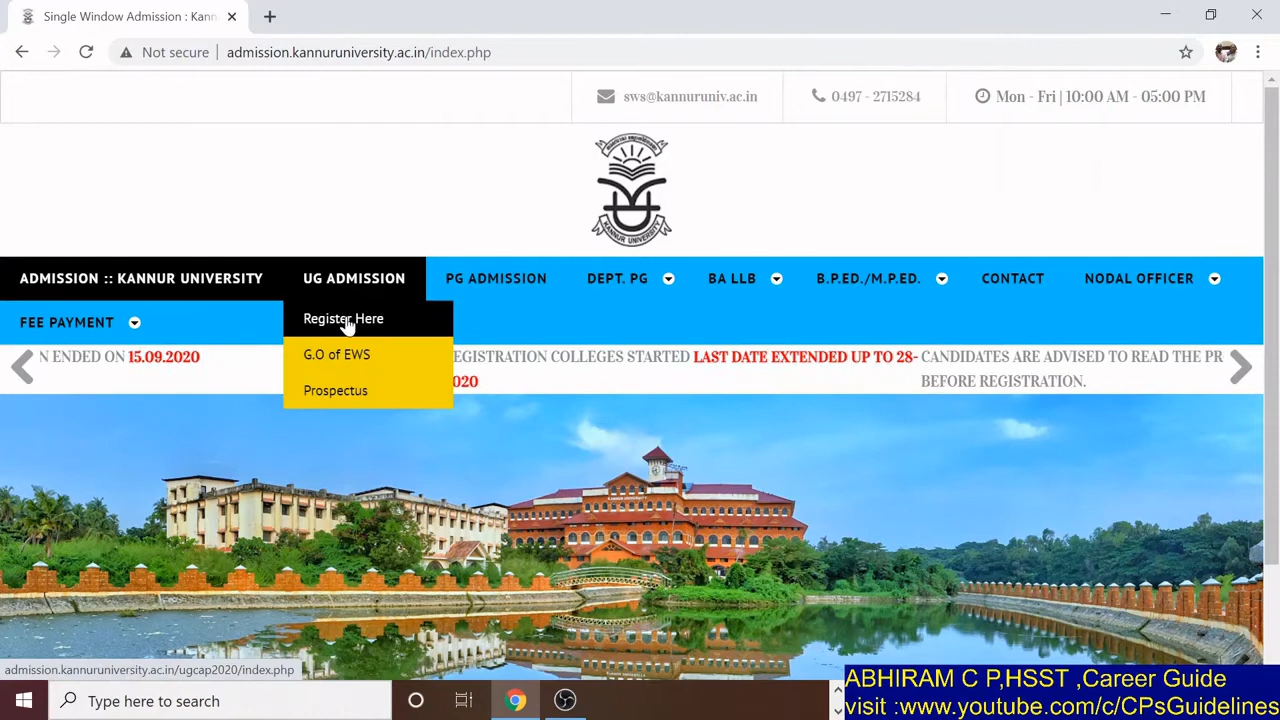 Single Window Admission : Kann
Not secure
admission.kannuruniversity.ac.in/index.php
sws@kannuruniv.ac.in
0497 - 2715284
Mon - Fri | 10:00 AM - 05:00 PM
KANNUR UNIVERSITY
ADMISSION :: KANNUR UNIVERSITY UG ADMISSION PG ADMISSION DEPT. PG BA LLB B.P.ED./M.P.ED. CONTACT NODAL OFFICER
FEE PAYMENT
Register Here
G.O of EWS
Prospectus
N ENDED ON 15.09.2020
EGISTRATION COLLEGES STARTED LAST DATE EXTENDED UP TO 28-
020
CANDIDATES ARE ADVISED TO READ THE PR
BEFORE REGISTRATION.
admission.kannuruniversity.ac.in/ugcap2020/index.php
Type here to search
ABHIRAM C P,HSST ,Career Guide
visit :www.youtube.com/c/CPsGuidelines